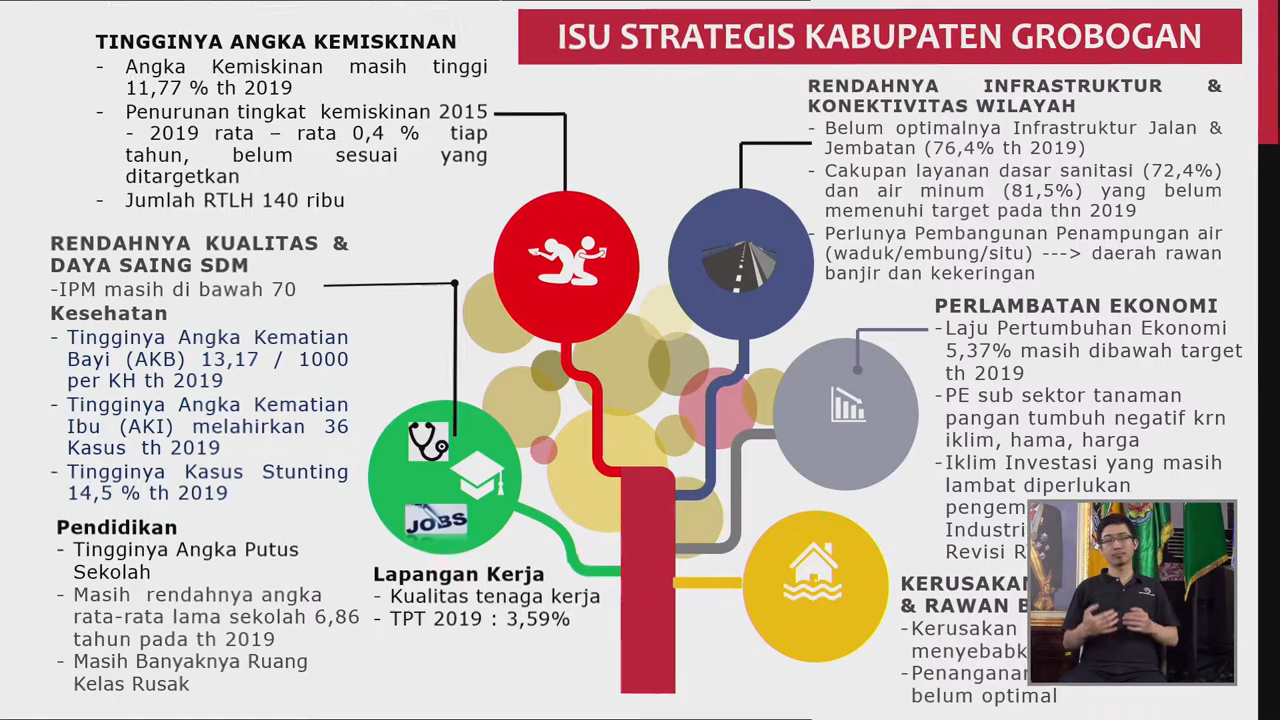 ISU STRATEGIS KABUPATEN GROBOGAN
TINGGINYA ANGKA KEMISKINAN
- Angka Kemiskinan masih tinggi
11,77 % th 2019
- Penurunan tingkat kemiskinan 2015
- 2019 rata – rata 0,4 % tiap
tahun, belum sesuai yang
ditargetkan
- Jumlah RTLH 140 ribu
RENDAHNYA KUALITAS &
DAYA SAING SDM
-IPM masih di bawah 70
Kesehatan
- Tingginya Angka Kematian
Bayi (AKB) 13,17 / 1000
per KH th 2019
- Tingginya Angka Kematian
Ibu (AKI) melahirkan 36
Kasus th 2019
- Tingginya Kasus Stunting
14,5 % th 2019
Pendidikan
- Tingginya Angka Putus
Sekolah
- Masih rendahnya angka
rata-rata lama sekolah 6,86
tahun pada th 2019
- Masih Banyaknya Ruang
Kelas Rusak
JOBS
Lapangan Kerja
- Kualitas tenaga kerja
- TPT 2019 : 3,59%
RENDAHNYA INFRASTRUKTUR &
KONEKTIVITAS WILAYAH
- Belum optimalnya Infrastruktur Jalan &
Jembatan (76,4% th 2019)
- Cakupan layanan dasar sanitasi (72,4%)
dan air minum (81,5%) yang belum
memenuhi target pada thn 2019
- Perlunya Pembangunan Penampungan air
(waduk/embung/situ) ---> daerah rawan
banjir dan kekeringan
PERLAMBATAN EKONOMI
-Laju Pertumbuhan Ekonomi
5,37% masih dibawah target
th 2019
-PE sub sektor tanaman
pangan tumbuh negatif krn
iklim, hama, harga
-Iklim Investasi yang masih
lambat diperlukan
pengem
Industri
Revisi R
KERUSAKAN
& RAWAN B
-Kerusakan
menyebabk
-Penanganan
belum optimal